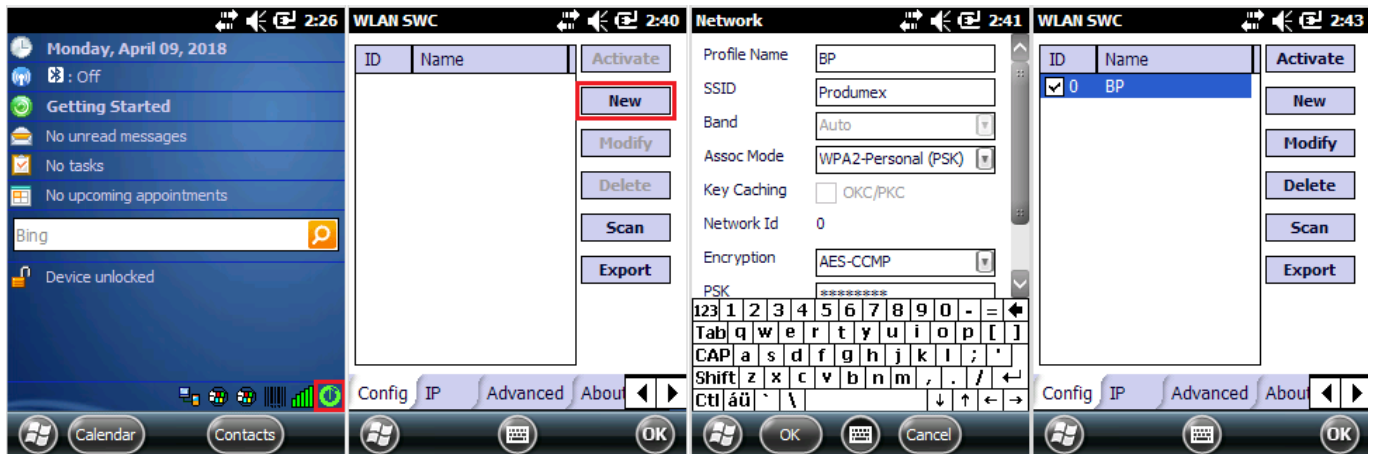 2:26
Monday, April 09, 2018
: Off
Getting Started
No unread messages
No tasks
No upcoming appointments
Bing
Device unlocked
Calendar Contacts
WLAN SWC 2:40
ID Name
Activate
New
Modify
Delete
Scan
Export
Config IP Advanced About
OK
Network 2:41
Profile Name BP
SSID Produmex
Band Auto
Assoc Mode WPA2-Personal (PSK)
Key Caching OKC/PKC
Network Id 0
Encryption AES-CCMP
PSK ********
123 1 2 3 4 5 6 7 8 9 0 - =
Tab q w e r t y u i o p [ ]
CAP a s d f g h j k l ; '
Shift z x c v b n m , . /
Ctl áü ` \
OK Cancel
WLAN SWC 2:43
ID Name
0 BP
Activate
New
Modify
Delete
Scan
Export
Config IP Advanced About
OK